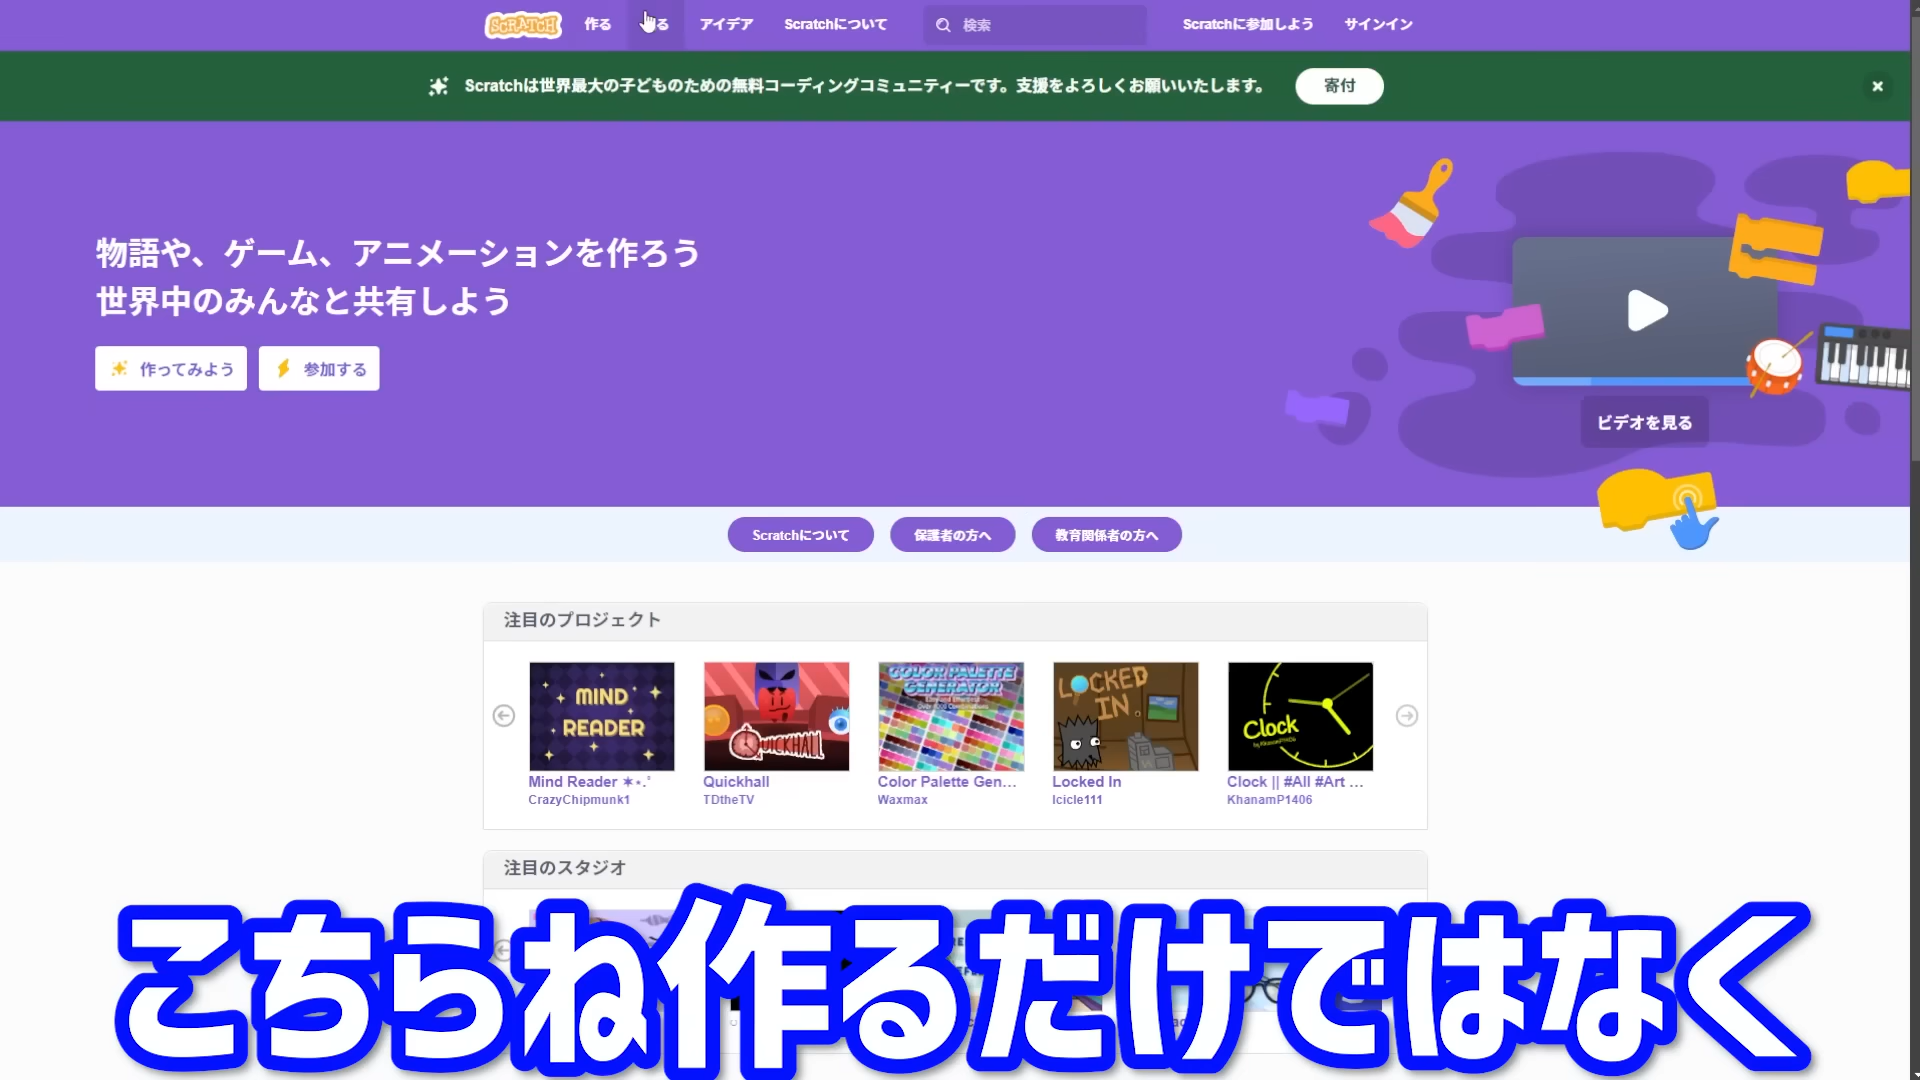 SCRATCH 作る る アイデア Scratchについて 検索 Scratchに参加しよう サインイン
Scratchは世界最大の子どものための無料コーディングコミュニティーです。支援をよろしくお願いいたします。 寄付
物語や、ゲーム、アニメーションを作ろう
世界中のみんなと共有しよう
作ってみよう 参加する
ビデオを見る
Scratchについて 保護者の方へ 教育関係者の方へ
注目のプロジェクト
MIND READER
QUICKHALL
COLOR PALETTE GENERATOR
LOCKED IN
Clock
by KhanamP1406
Mind Reader ✶⋆.˚ Quickhall Color Palette Gen... Locked In Clock || #All #Art ...
CrazyChipmunk1 TDtheTV Waxmax Icicle111 KhanamP1406
注目のスタジオ
こちらね作るだけではなく